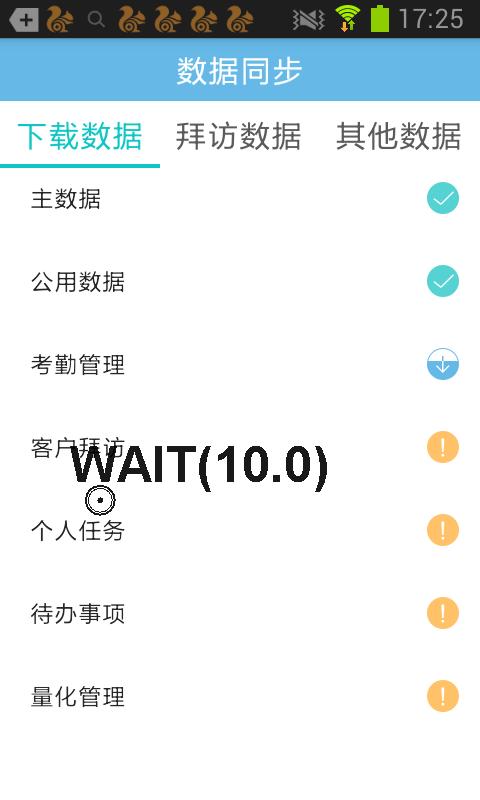 17:25
数据同步
下载数据 拜访数据 其他数据
主数据
公用数据
考勤管理
客户拜访
WAIT(10.0)
个人任务
待办事项
量化管理